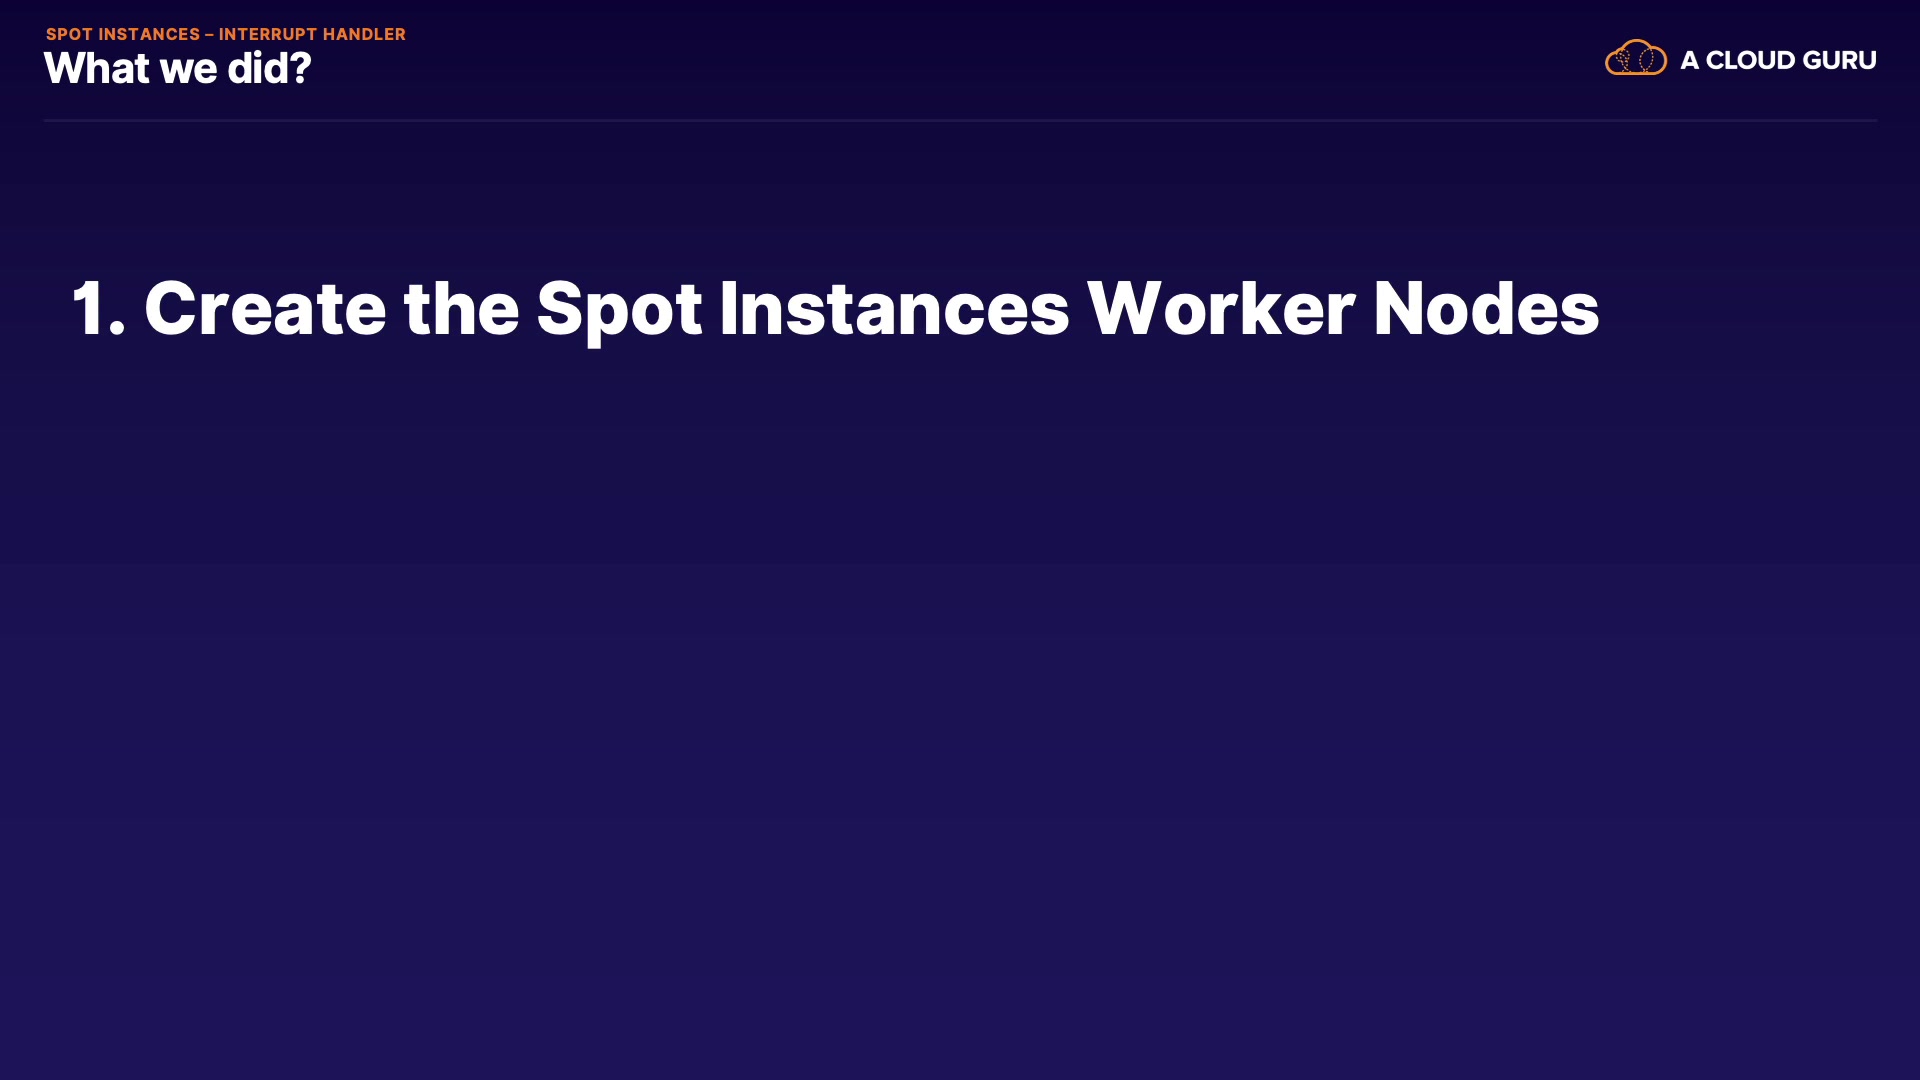 SPOT INSTANCES – INTERRUPT HANDLER
What we did?
A CLOUD GURU
1. Create the Spot Instances Worker Nodes